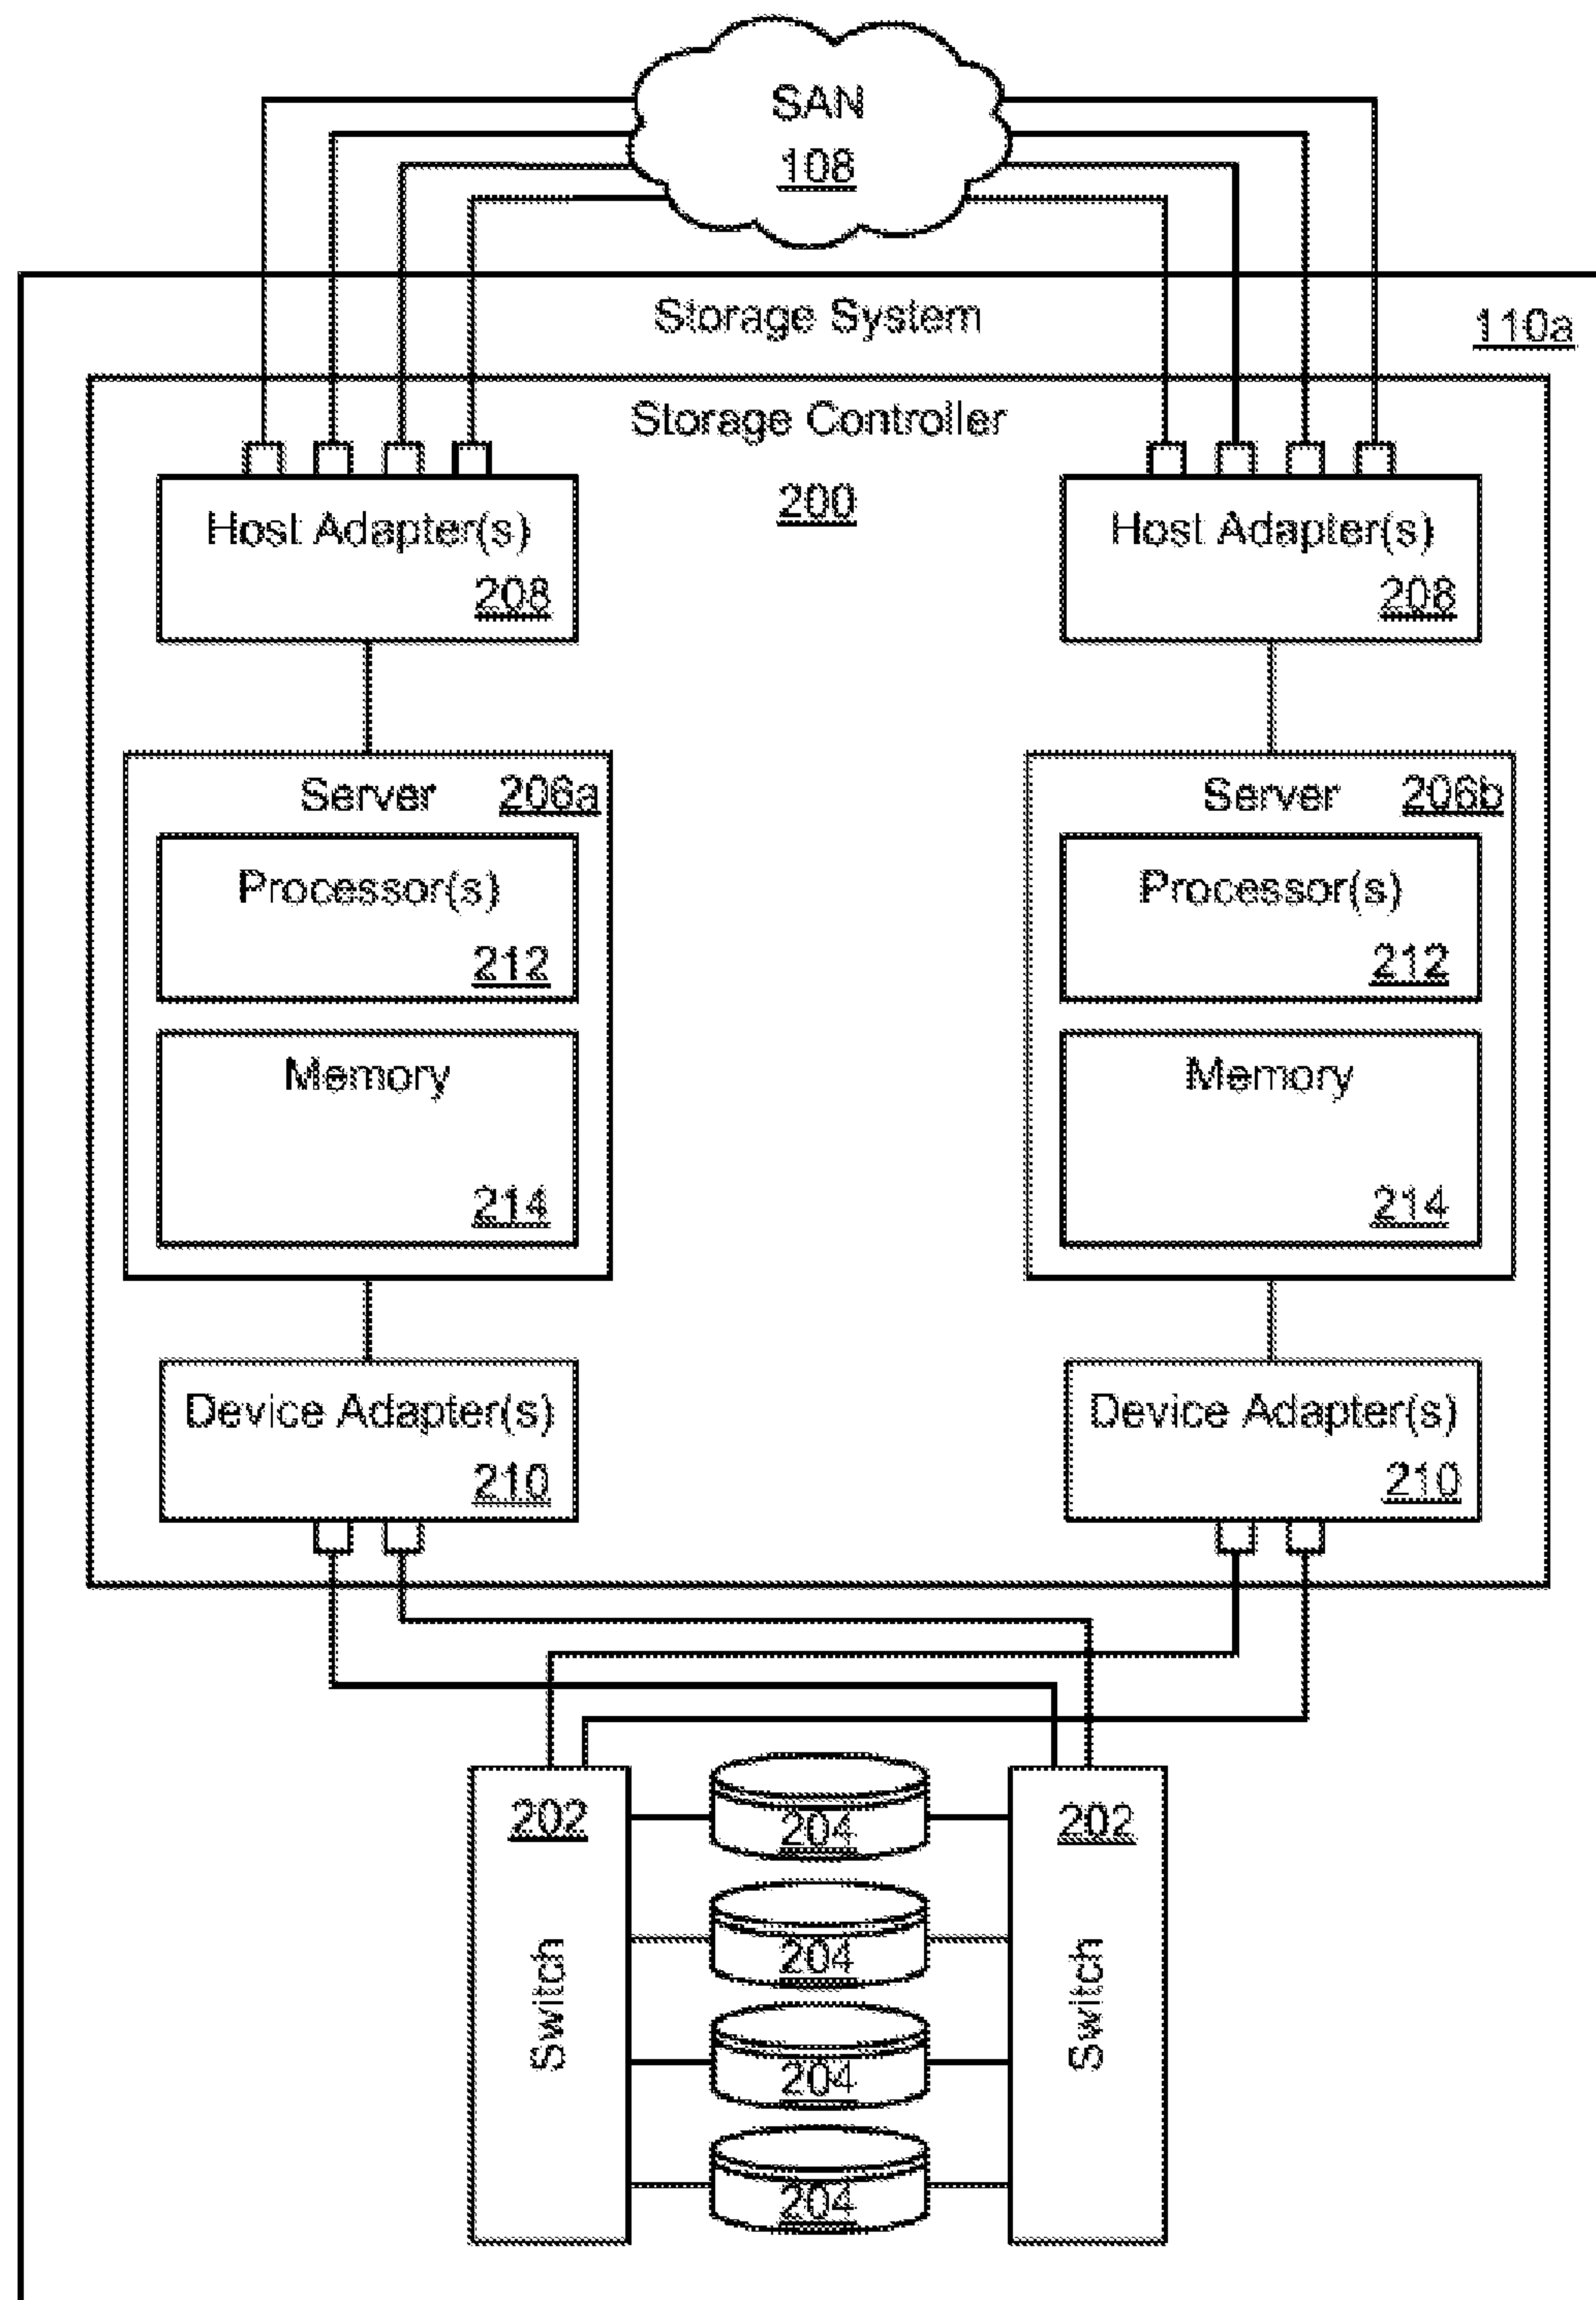 SAN
108
Storage System
110a
Storage Controller
200
Host Adapter(s)
208
Host Adapter(s)
208
Server 206a
Processor(s)
212
Memory
214
Server 206b
Processor(s)
212
Memory
214
Device Adapter(s)
210
Device Adapter(s)
210
202
Switch
204
204
204
204
202
Switch